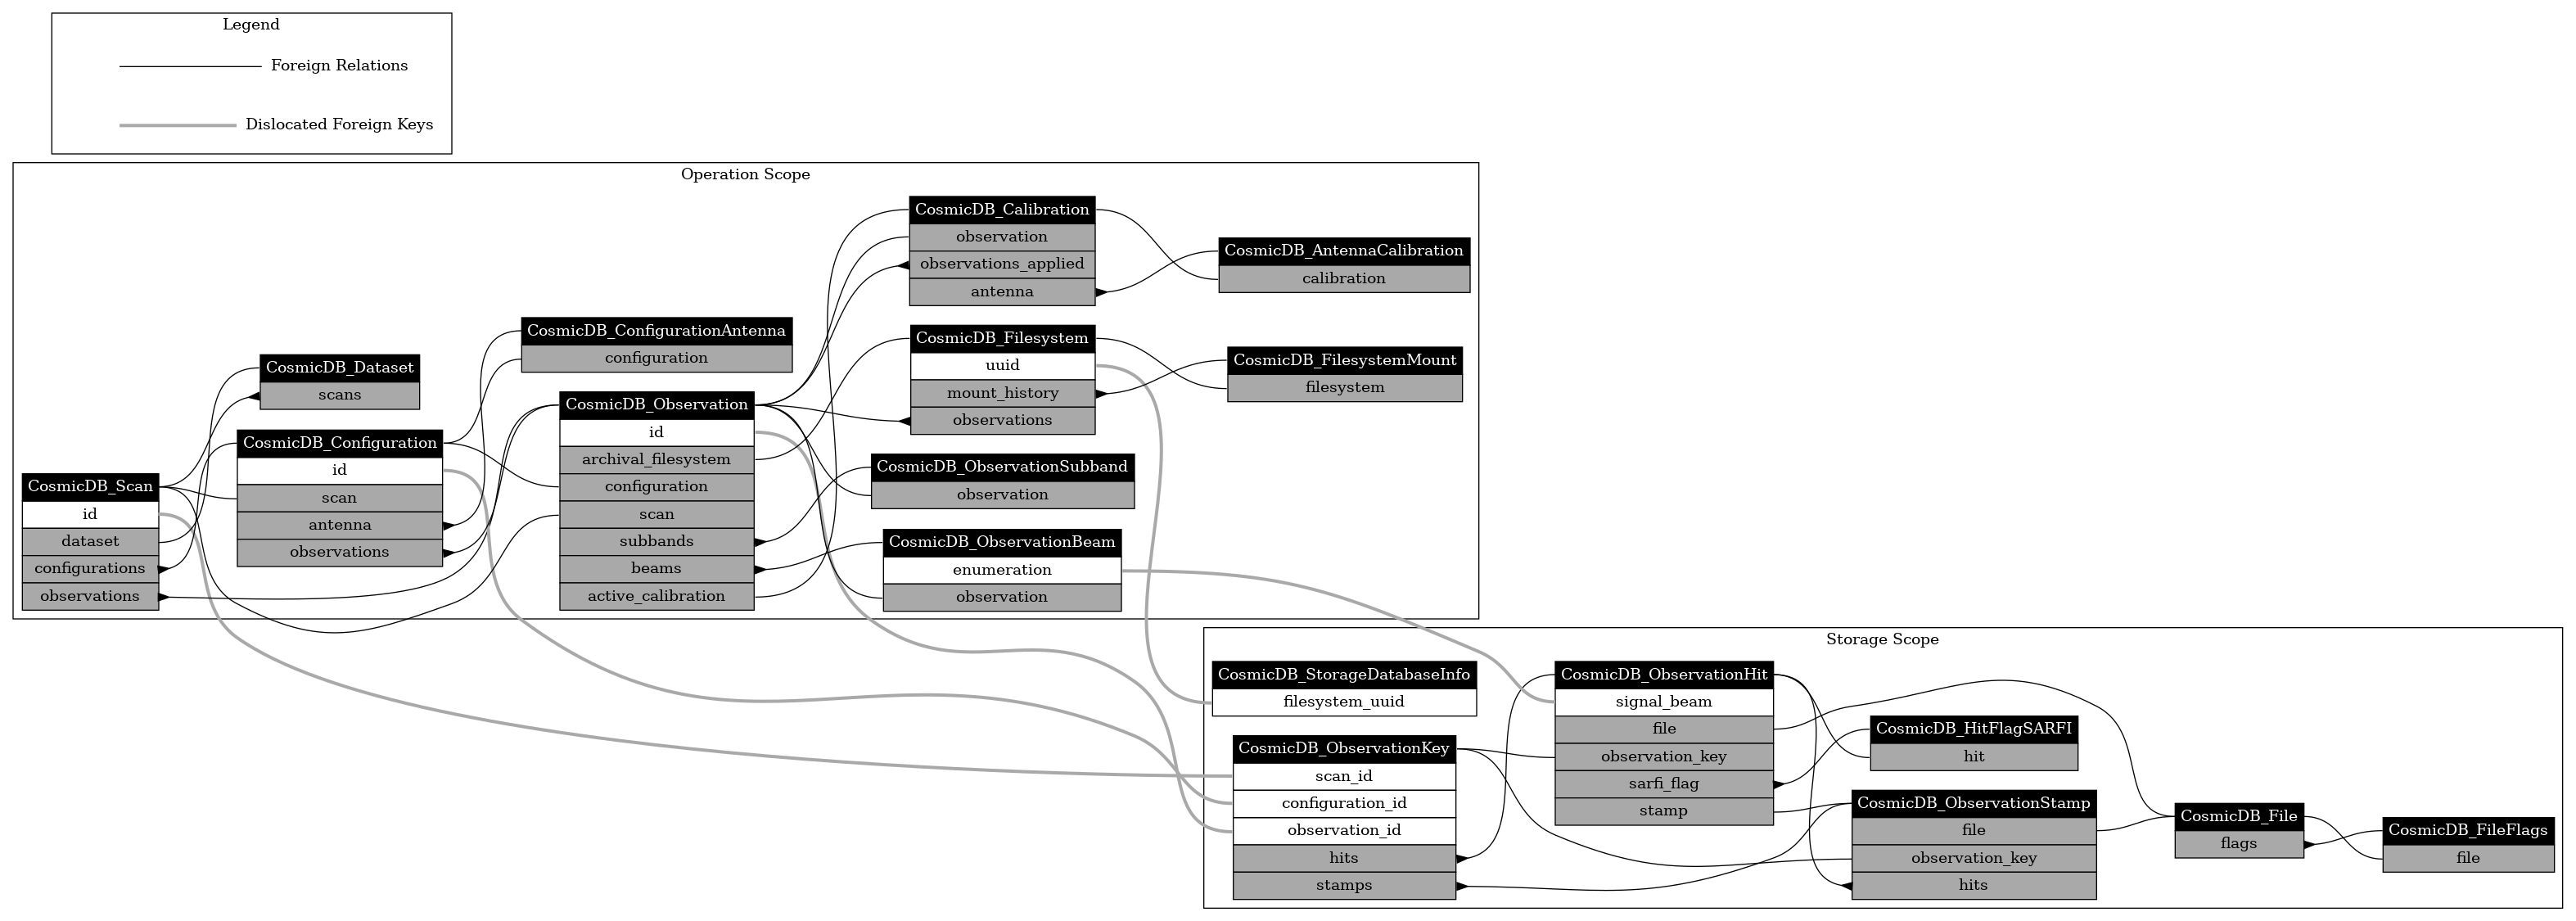 Legend
Foreign Relations
Dislocated Foreign Keys
Operation Scope
CosmicDB_Scan
id
dataset
configurations
observations
CosmicDB_Dataset
scans
CosmicDB_Configuration
id
scan
antenna
observations
CosmicDB_ConfigurationAntenna
configuration
CosmicDB_Observation
id
archival_filesystem
configuration
scan
subbands
beams
active_calibration
CosmicDB_Calibration
observation
observations_applied
antenna
CosmicDB_Filesystem
uuid
mount_history
observations
CosmicDB_ObservationSubband
observation
CosmicDB_ObservationBeam
enumeration
observation
CosmicDB_AntennaCalibration
calibration
CosmicDB_FilesystemMount
filesystem
Storage Scope
CosmicDB_StorageDatabaseInfo
filesystem_uuid
CosmicDB_ObservationKey
scan_id
configuration_id
observation_id
hits
stamps
CosmicDB_ObservationHit
signal_beam
file
observation_key
sarfi_flag
stamp
CosmicDB_HitFlagSARFI
hit
CosmicDB_ObservationStamp
file
observation_key
hits
CosmicDB_File
flags
CosmicDB_FileFlags
file